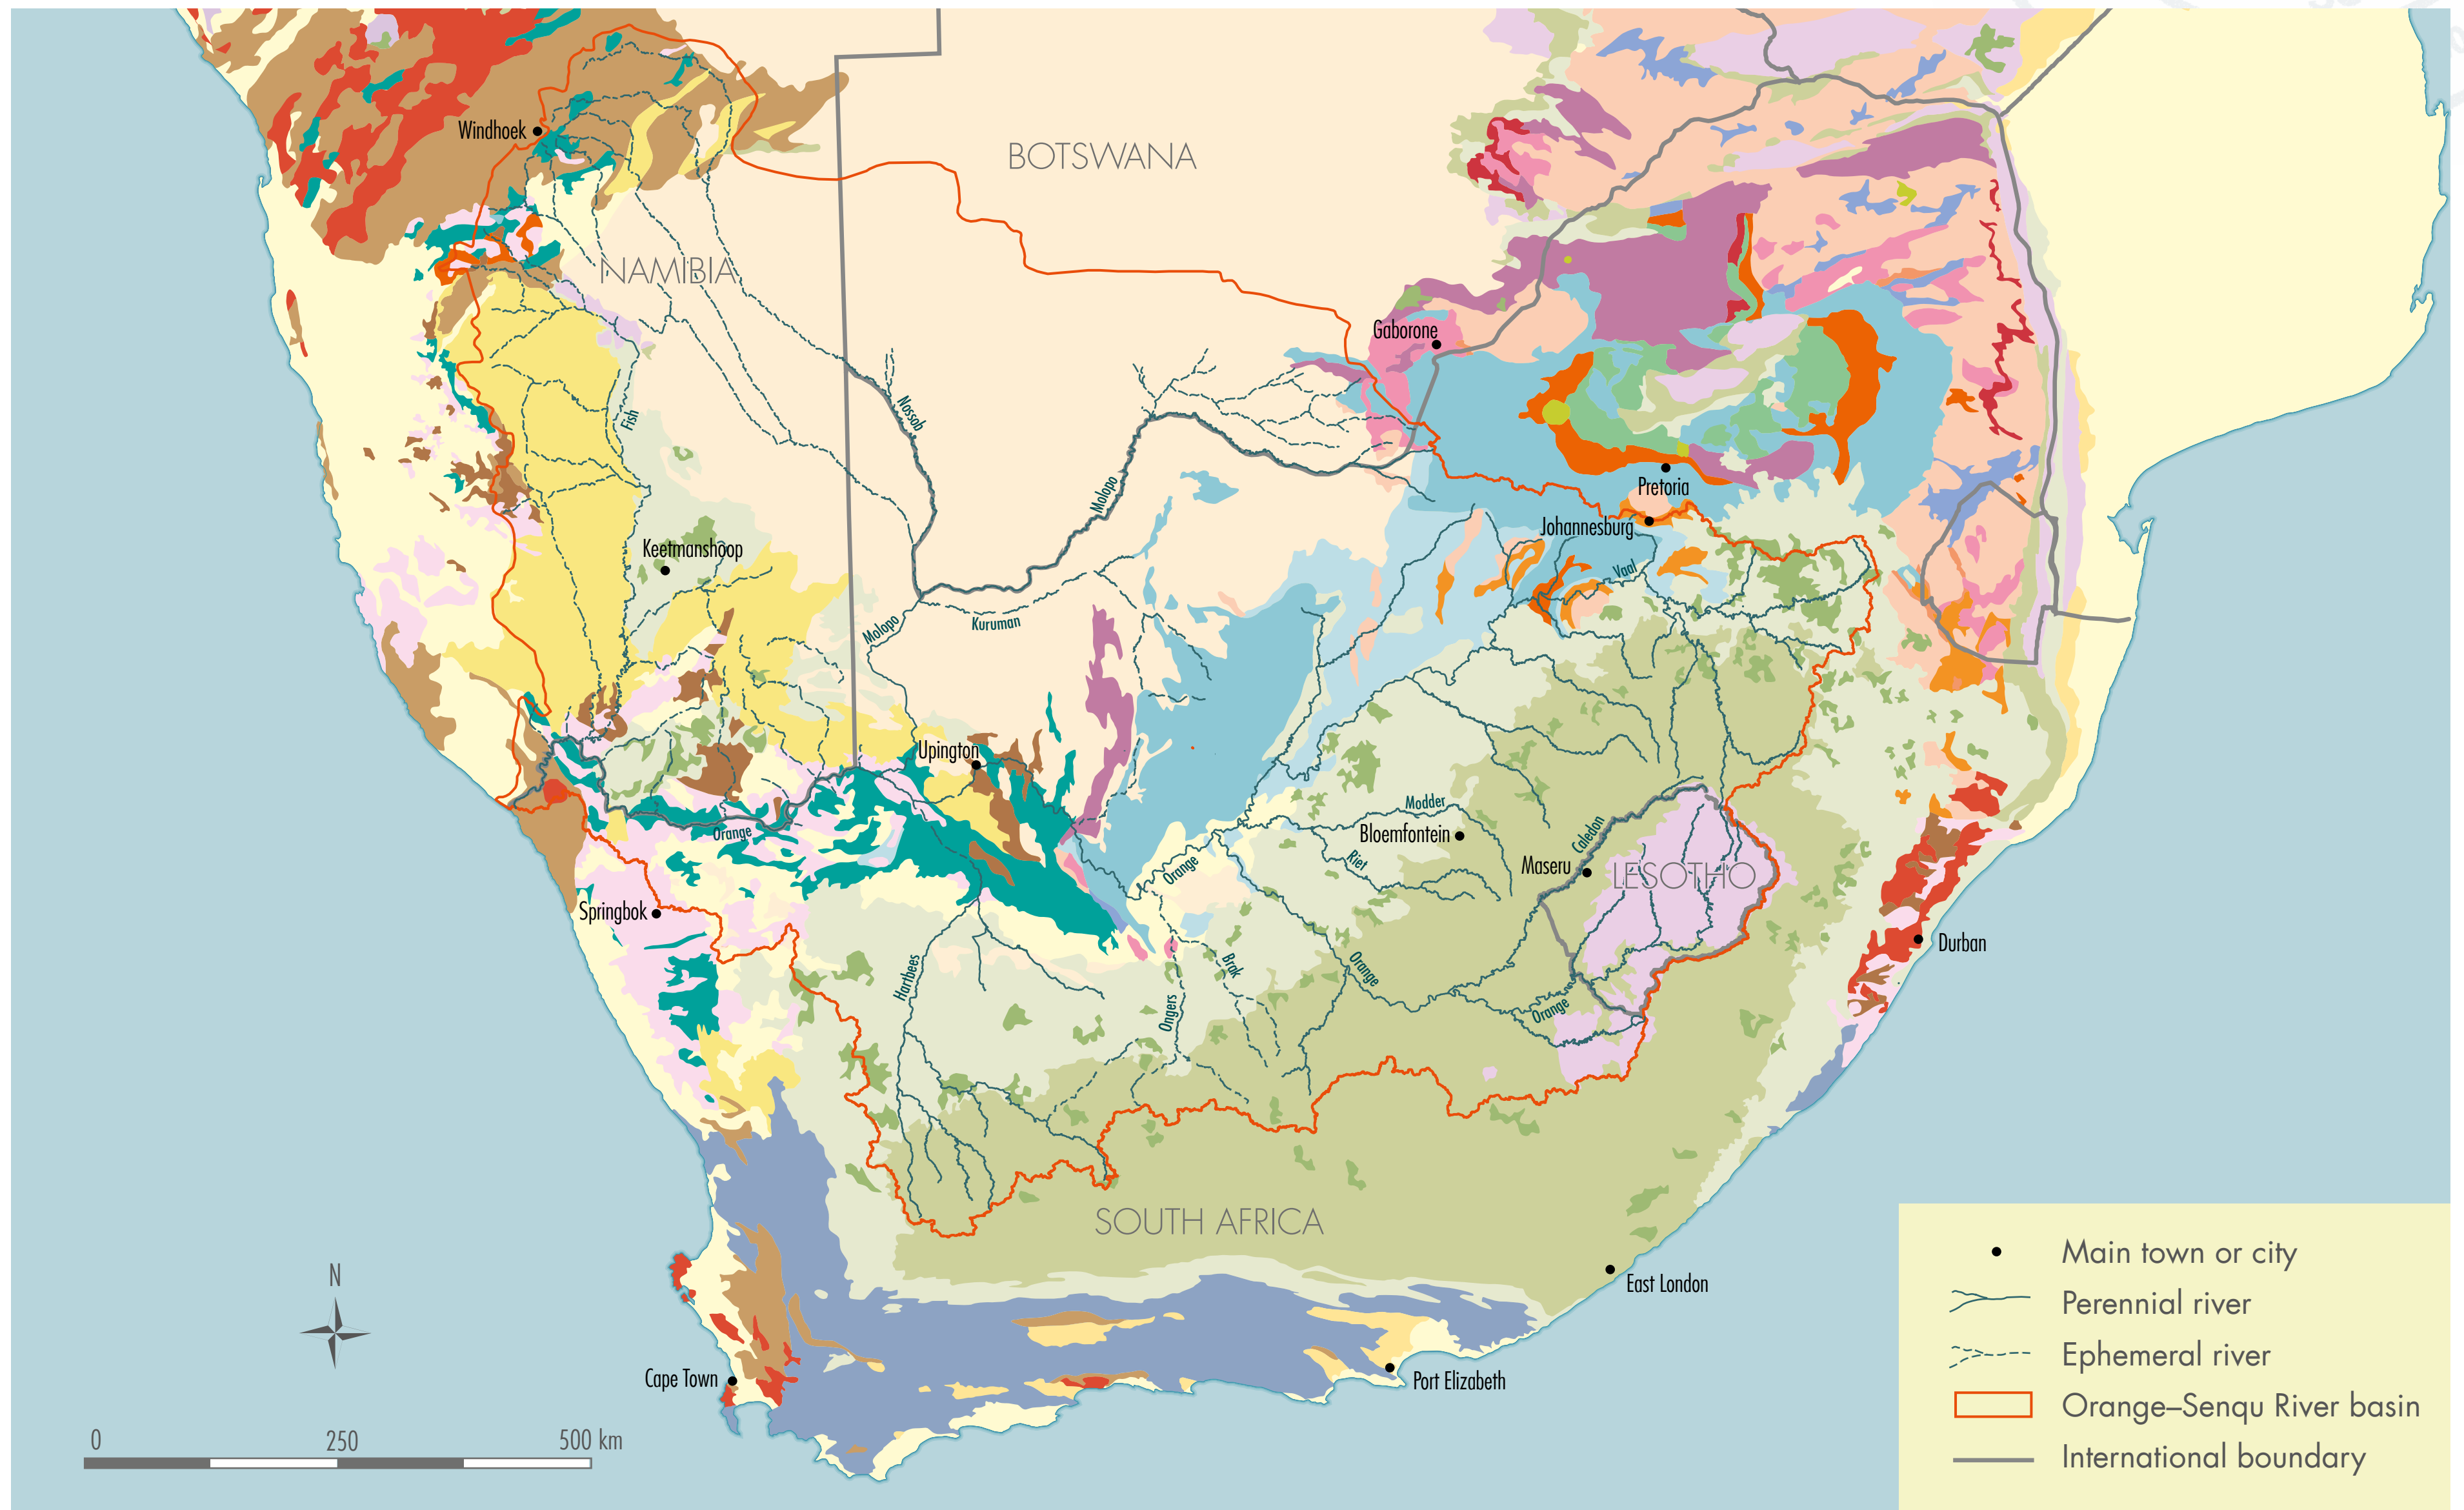 Windhoek
BOTSWANA
NAMIBIA
Gaborone
Nossob
Fish
Pretoria
Molopo
Johannesburg
Keetmanshoop
Vaal
Molopo
Kuruman
Upington
Modder
Orange
Bloemfontein
Caledon
Riet
Orange
Maseru
LESOTHO
Springbok
Durban
Hartbees
Brak
Orange
Ongers
Orange
SOUTH AFRICA
East London
Cape Town
Port Elizabeth
N
0 250 500 km
Main town or city
Perennial river
Ephemeral river
Orange–Senqu River basin
International boundary